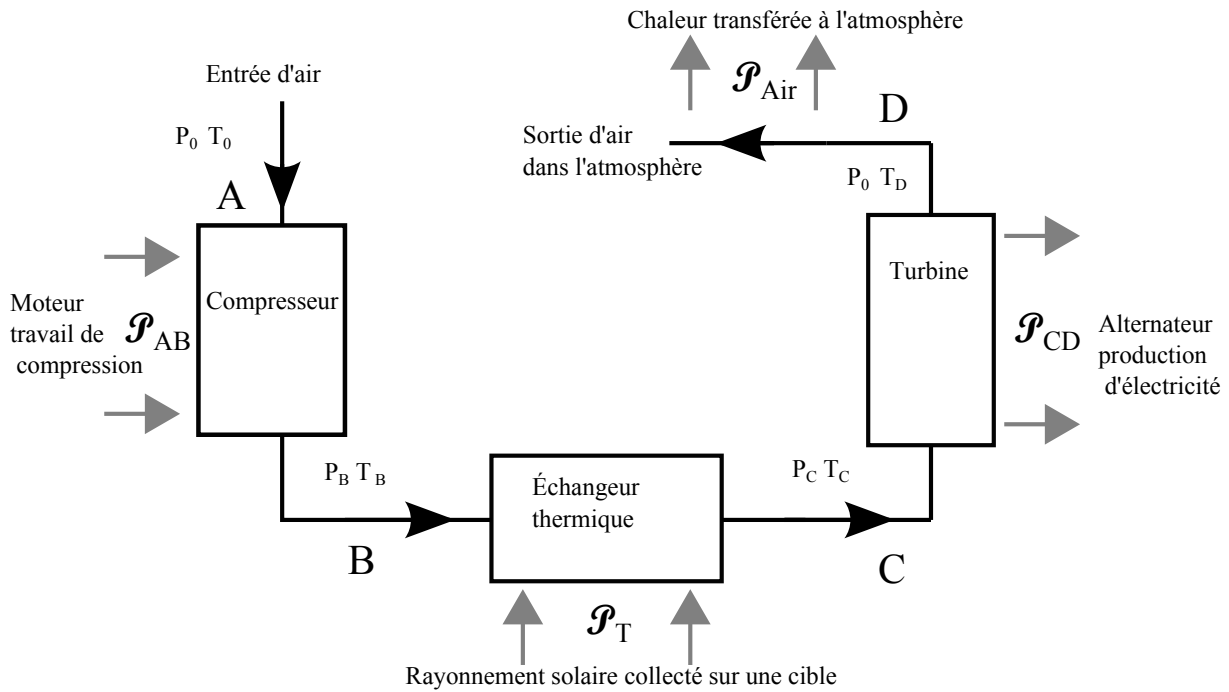 Chaleur transférée à l'atmosphère
𝒫Air
Entrée d'air
P0 T0
A
D
Sortie d'air
dans l'atmosphère
P0 TD
Compresseur
Moteur
travail de
compression
𝒫AB
Turbine
𝒫CD
Alternateur
production
d'électricité
PB TB
B
Échangeur
thermique
PC TC
C
𝒫T
Rayonnement solaire collecté sur une cible